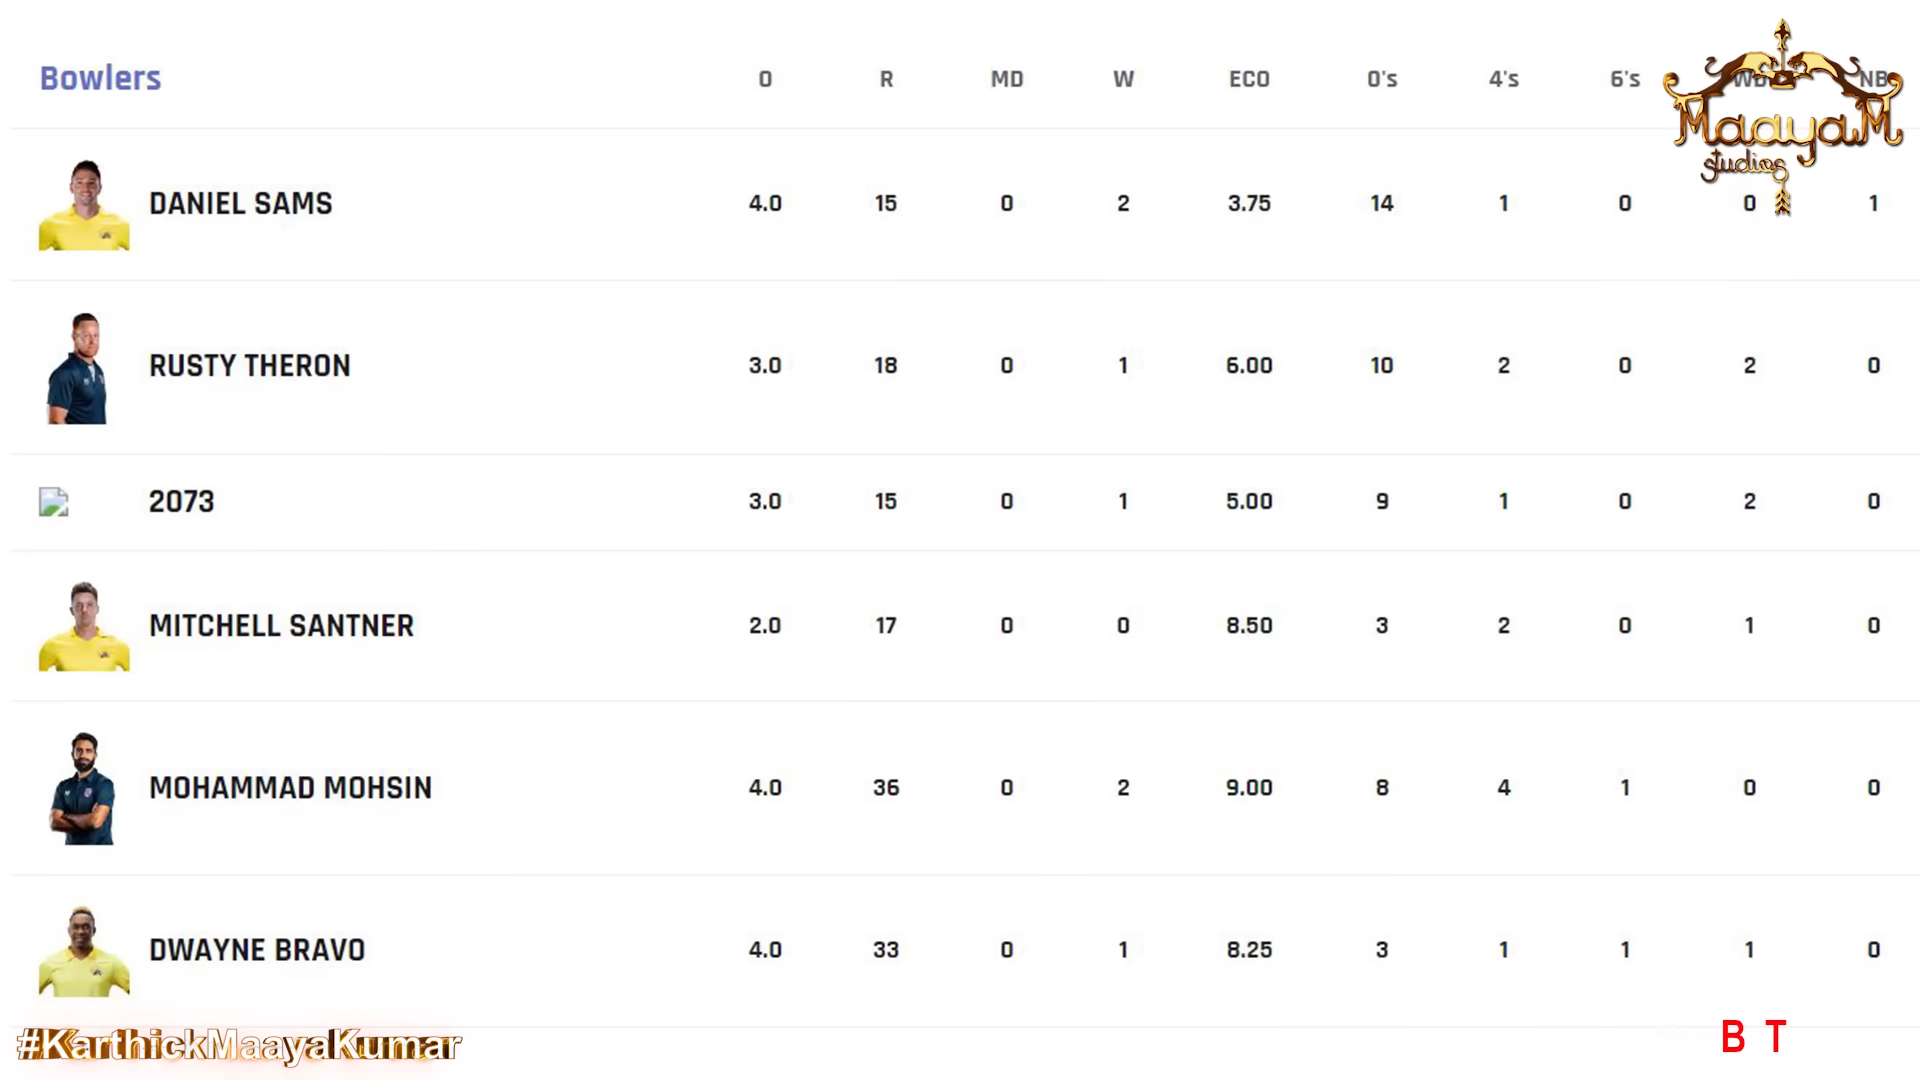 Bowlers O R MD W ECO 0's 4's 6's WD NB
MaayaM
studios
DANIEL SAMS 4.0 15 0 2 3.75 14 1 0 0 1
RUSTY THERON 3.0 18 0 1 6.00 10 2 0 2 0
2073 3.0 15 0 1 5.00 9 1 0 2 0
MITCHELL SANTNER 2.0 17 0 0 8.50 3 2 0 1 0
MOHAMMAD MOHSIN 4.0 36 0 2 9.00 8 4 1 0 0
DWAYNE BRAVO 4.0 33 0 1 8.25 3 1 1 1 0
#KarthickMaayaKumar
B T